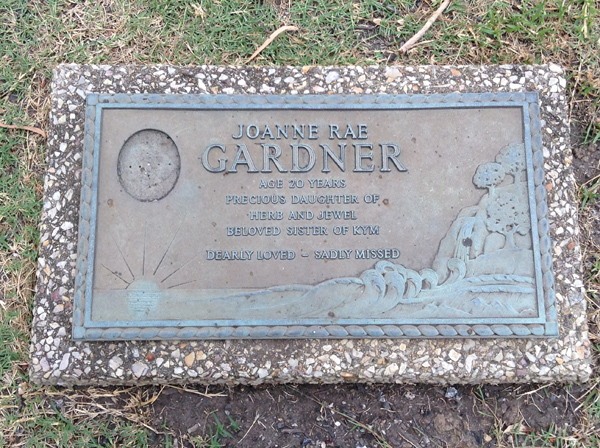 JOANNE RAE
GARDNER
AGE 20 YEARS
PRECIOUS DAUGHTER OF
HERB AND JEWEL
BELOVED SISTER OF KYM
DEARLY LOVED - SADLY MISSED